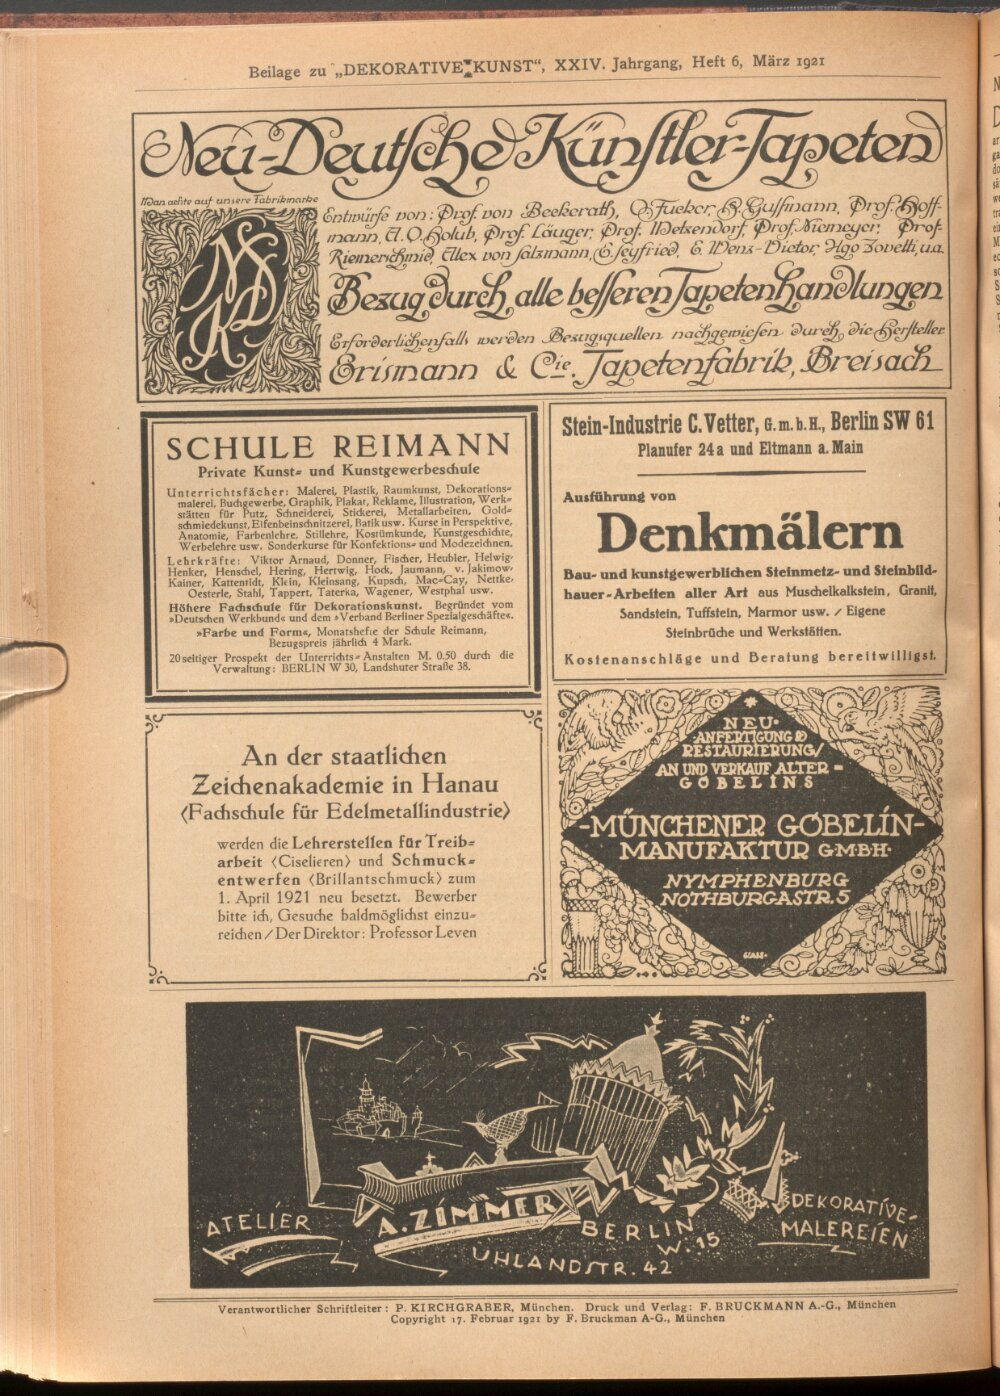 Beilage zu „DEKORATIVE KUNST“, XXIV. Jahrgang, Heft 6, März 1921
Neu-Deutsche Künstler-Tapeten
Man achte auf unsere Fabrikmarke
Entwürfe von: Prof. von Beckerath, O. Fucker, R. Gussmann, Prof. Hoff-
mann, A. O. Holub, Prof. Läuger, Prof. Metzendorf, Prof. Niemeyer, Prof.
Riemerschmid, Alex von Salzmann, E. Seyfried, E. Wenz-Vietor, Ugo Zovetti, u.a.
Bezug durch alle besseren Tapetenhandlungen
Erforderlichenfalls werden Bezugsquellen nachgewiesen durch die Hersteller
Erismann & Cie. Tapetenfabrik, Breisach
SCHULE REIMANN
Private Kunst- und Kunstgewerbeschule
Unterrichtsfächer: Malerei, Plastik, Raumkunst, Dekorations-
malerei, Buchgewerbe, Graphik, Plakat, Reklame, Illustration, Werk-
stätten für Putz, Schneiderei, Stickerei, Metallarbeiten, Gold-
schmiedekunst, Elfenbeinschnitzerei, Batik usw. Kurse in Perspektive,
Anatomie, Farbenlehre, Stillehre, Kostümkunde, Kunstgeschichte,
Werbelehre usw. Sonderkurse für Konfektions- und Modezeichnen.
Lehrkräfte: Viktor Arnaud, Donner, Fischer, Heubler, Helwig-
Henker, Henschel, Hering, Hertwig, Hock, Jaumann, v. Jakimow-
Kainer, Kattentidt, Klein, Kleinsang, Kupsch, Mac-Cay, Nettke,
Oesterle, Stahl, Tappert, Taterka, Wagener, Westphal usw.
Höhere Fachschule für Dekorationskunst. Begründet vom
»Deutschen Werkbund« und dem »Verband Berliner Spezialgeschäfte«.
»Farbe und Form«, Monatshefte der Schule Reimann,
Bezugspreis jährlich 4 Mark.
20seitiger Prospekt der Unterrichts-Anstalten M. 0.50 durch die
Verwaltung: BERLIN W 30, Landshuter Straße 38.
Stein-Industrie C. Vetter, G. m. b. H., Berlin SW 61
Planufer 24a und Eltmann a. Main
Ausführung von
Denkmälern
Bau- und kunstgewerblichen Steinmetz- und Steinbild-
hauer-Arbeiten aller Art aus Muschelkalkstein, Granit,
Sandstein, Tuffstein, Marmor usw. / Eigene
Steinbrüche und Werkstätten.
Kostenanschläge und Beratung bereitwilligst.
An der staatlichen
Zeichenakademie in Hanau
(Fachschule für Edelmetallindustrie)
werden die Lehrerstellen für Treib-
arbeit (Ciselieren) und Schmuck-
entwerfen (Brillantschmuck) zum
1. April 1921 neu besetzt. Bewerber
bitte ich, Gesuche baldmöglichst einzu-
reichen / Der Direktor: Professor Leven
NEU-
ANFERTIGUNG &
RESTAURIERUNG/
AN UND VERKAUF ALTER-
GOBELINS
-MÜNCHENER GOBELIN-
MANUFAKTUR G·M·BH·
NYMPHENBURG
NOTHBURGASTR. 5
ATELIER
A. ZIMMER
BERLIN
W. 15
UHLANDSTR. 42
DEKORATIVE-
MALEREIEN
Verantwortlicher Schriftleiter: P. KIRCHGRABER, München. Druck und Verlag: F. BRUCKMANN A.-G., München
Copyright 17. Februar 1921 by F. Bruckman A-G., München